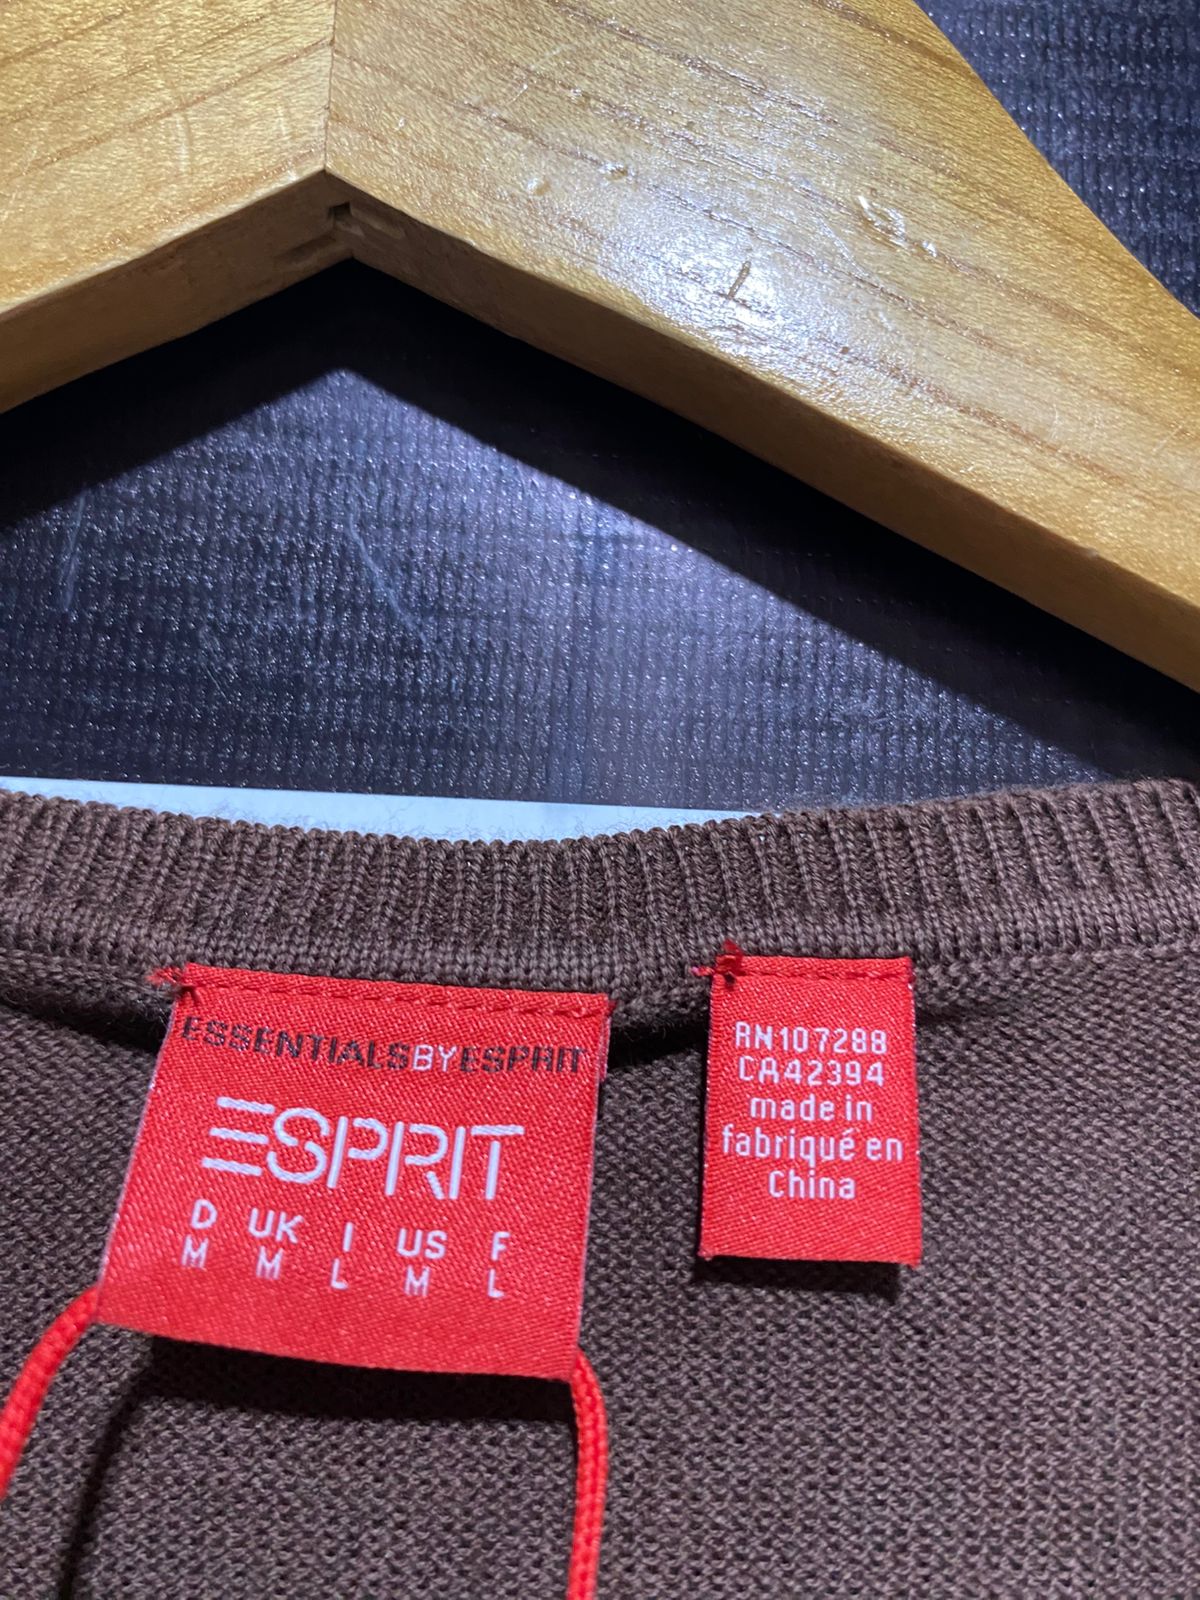 ESSENTIALSBYESPRIT
ESPRIT
D UK I US F
M M L M L
RN107288
CA42394
made in
fabriqué en
China